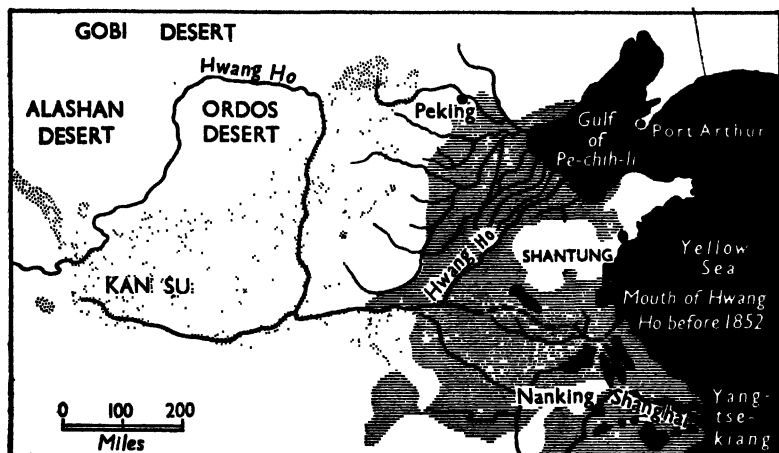 GOBI DESERT
Hwang Ho
ALASHAN
DESERT
ORDOS
DESERT
Peking
Gulf
of
Pe-chih-li
Port Arthur
KAN SU
Hwang Ho
SHANTUNG
Yellow
Sea
Mouth of Hwang
Ho before 1852
Nanking
Shanghai
Yang-
tse-
kiang
0 100 200
Miles